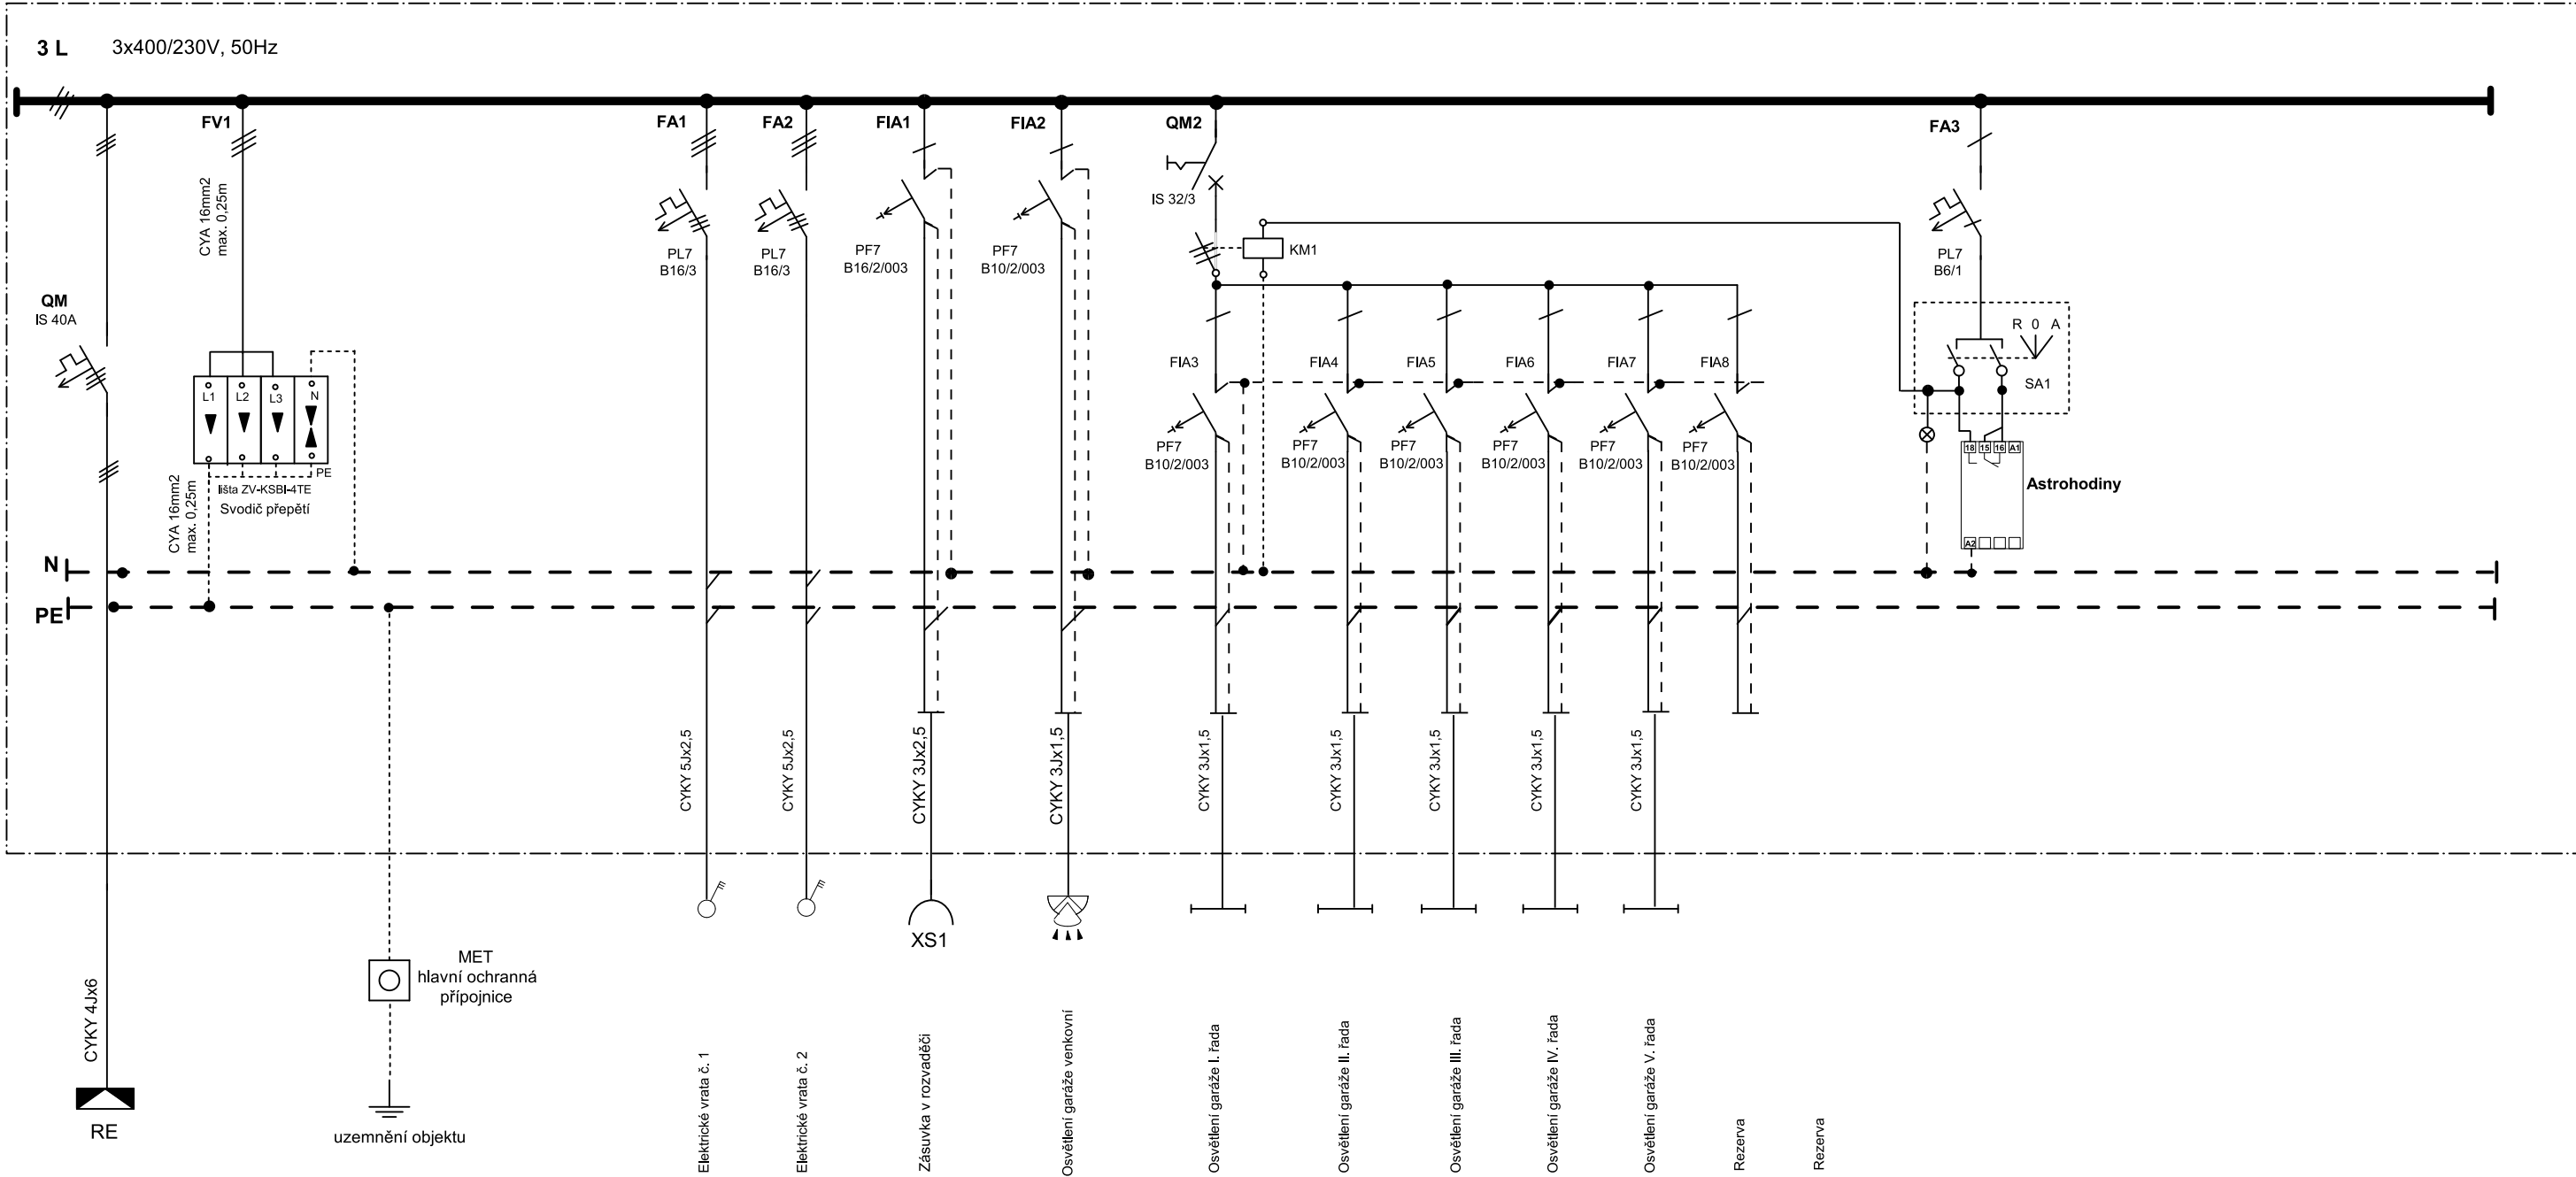 3 L 3x400/230V, 50Hz
FV1
FA1
FA2
FIA1
FIA2
QM2
FA3
CYA 16mm2
max. 0,25m
IS 32/3
KM1
PL7
B16/3
PL7
B16/3
PF7
B16/2/003
PF7
B10/2/003
PL7
B6/1
QM
IS 40A
R 0 A
SA1
FIA3
FIA4
FIA5
FIA6
FIA7
FIA8
L1
L2
L3
N
PE
lišta ZV-KSBI-4TE
Svodič přepětí
CYA 16mm2
max. 0,25m
PF7
B10/2/003
PF7
B10/2/003
PF7
B10/2/003
PF7
B10/2/003
PF7
B10/2/003
PF7
B10/2/003
18 15 16 A1
Astrohodiny
A2
N
PE
CYKY 5Jx2,5
CYKY 5Jx2,5
CYKY 3Jx2,5
CYKY 3Jx1,5
CYKY 3Jx1,5
CYKY 3Jx1,5
CYKY 3Jx1,5
CYKY 3Jx1,5
CYKY 3Jx1,5
XS1
MET
hlavní ochranná
přípojnice
CYKY 4Jx6
RE
uzemnění objektu
Elektrické vrata č. 1
Elektrické vrata č. 2
Zásuvka v rozvaděči
Osvětlení garáže venkovní
Osvětlení garáže I. řada
Osvětlení garáže II. řada
Osvětlení garáže III. řada
Osvětlení garáže IV. řada
Osvětlení garáže V. řada
Rezerva
Rezerva